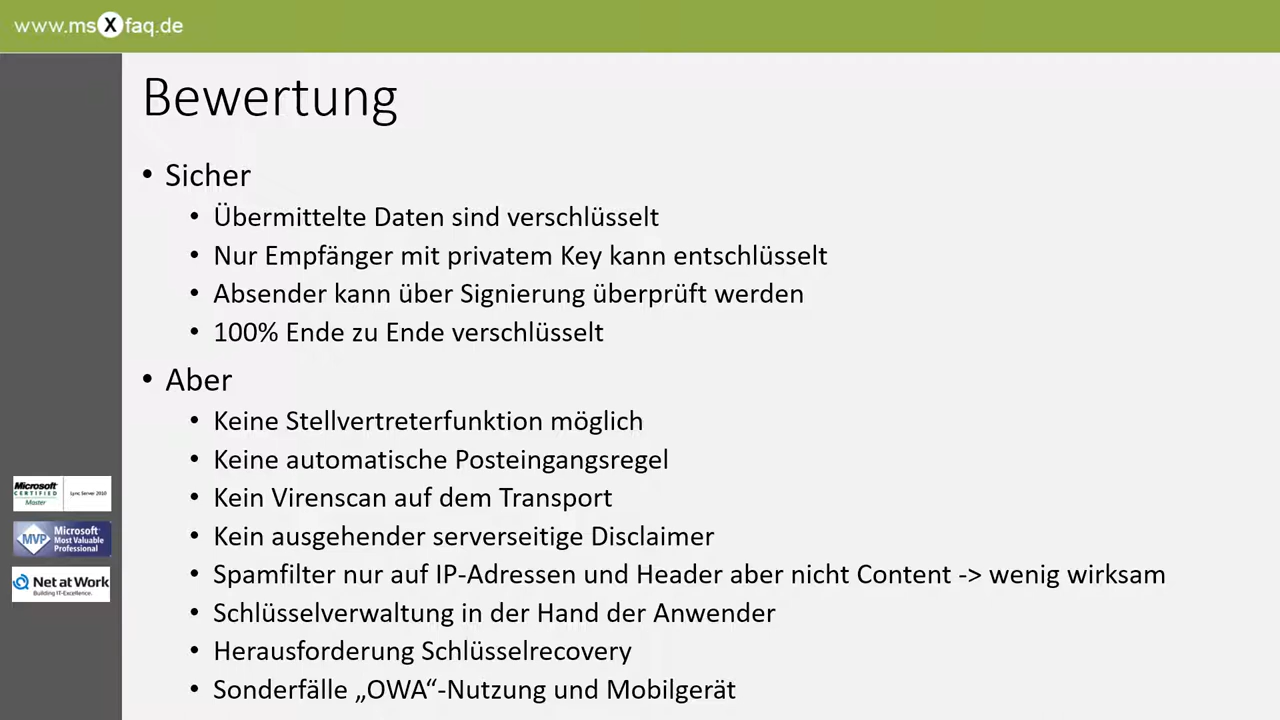 www.msXfaq.de
Bewertung
• Sicher
• Übermittelte Daten sind verschlüsselt
• Nur Empfänger mit privatem Key kann entschlüsselt
• Absender kann über Signierung überprüft werden
• 100% Ende zu Ende verschlüsselt
• Aber
• Keine Stellvertreterfunktion möglich
• Keine automatische Posteingangsregel
• Kein Virenscan auf dem Transport
• Kein ausgehender serverseitige Disclaimer
• Spamfilter nur auf IP-Adressen und Header aber nicht Content -> wenig wirksam
• Schlüsselverwaltung in der Hand der Anwender
• Herausforderung Schlüsselrecovery
• Sonderfälle „OWA“-Nutzung und Mobilgerät
Microsoft
CERTIFIED
Master
Lync Server 2010
MVP
Microsoft
Most Valuable
Professional
Net at Work
Building IT-Excellence.